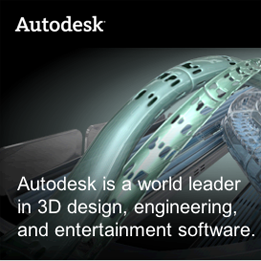 Autodesk
Autodesk is a world leader
in 3D design, engineering,
and entertainment software.